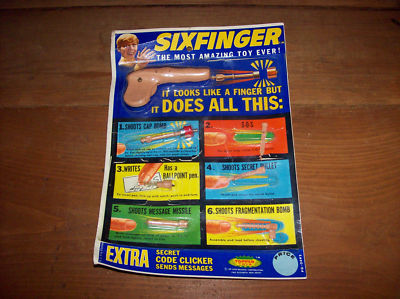 SIXFINGER
THE MOST AMAZING TOY EVER!
IT LOOKS LIKE A FINGER BUT
IT DOES ALL THIS:
1. SHOOTS CAP BOMB
2. SOS
3. WRITES Has a
BALLPOINT pen.
4. SHOOTS SECRET BULLET
5. SHOOTS MESSAGE MISSILE
6. SHOOTS FRAGMENTATION BOMB
EXTRA
SECRET
CODE CLICKER
SENDS MESSAGES
PRICE